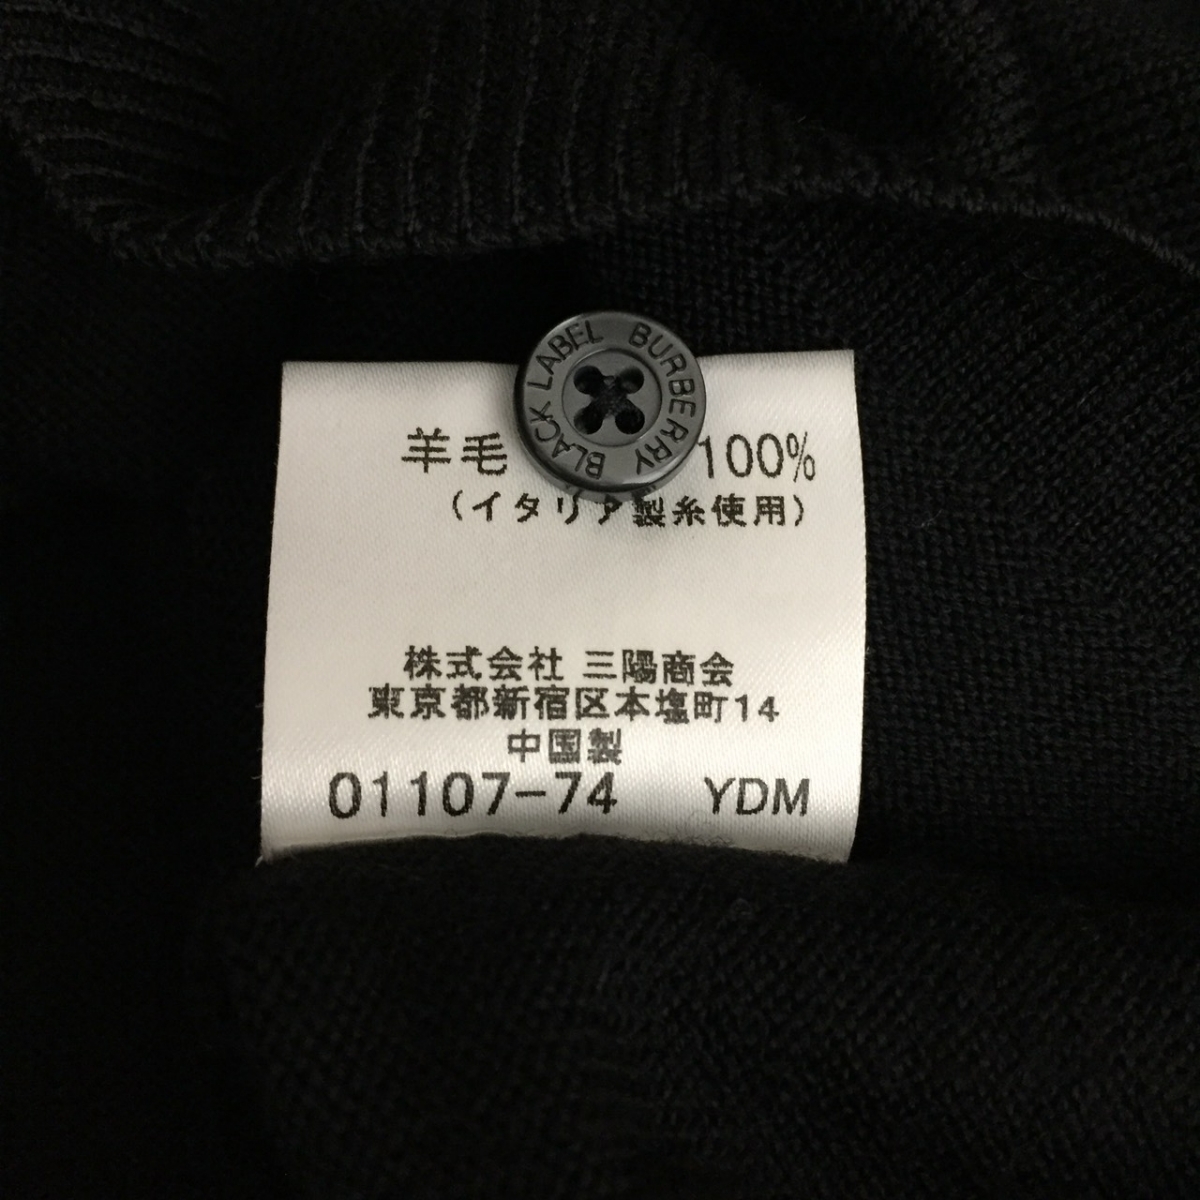 BURBERRY BLACK LABEL
羊毛 100%
(イタリア製糸使用)
株式会社 三陽商会
東京都新宿区本塩町14
中国製
01107-74 YDM